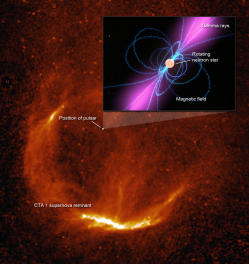 Gamma rays
Rotating
neutron star
Magnetic field
Position of pulsar
CTA 1 supernova remnant